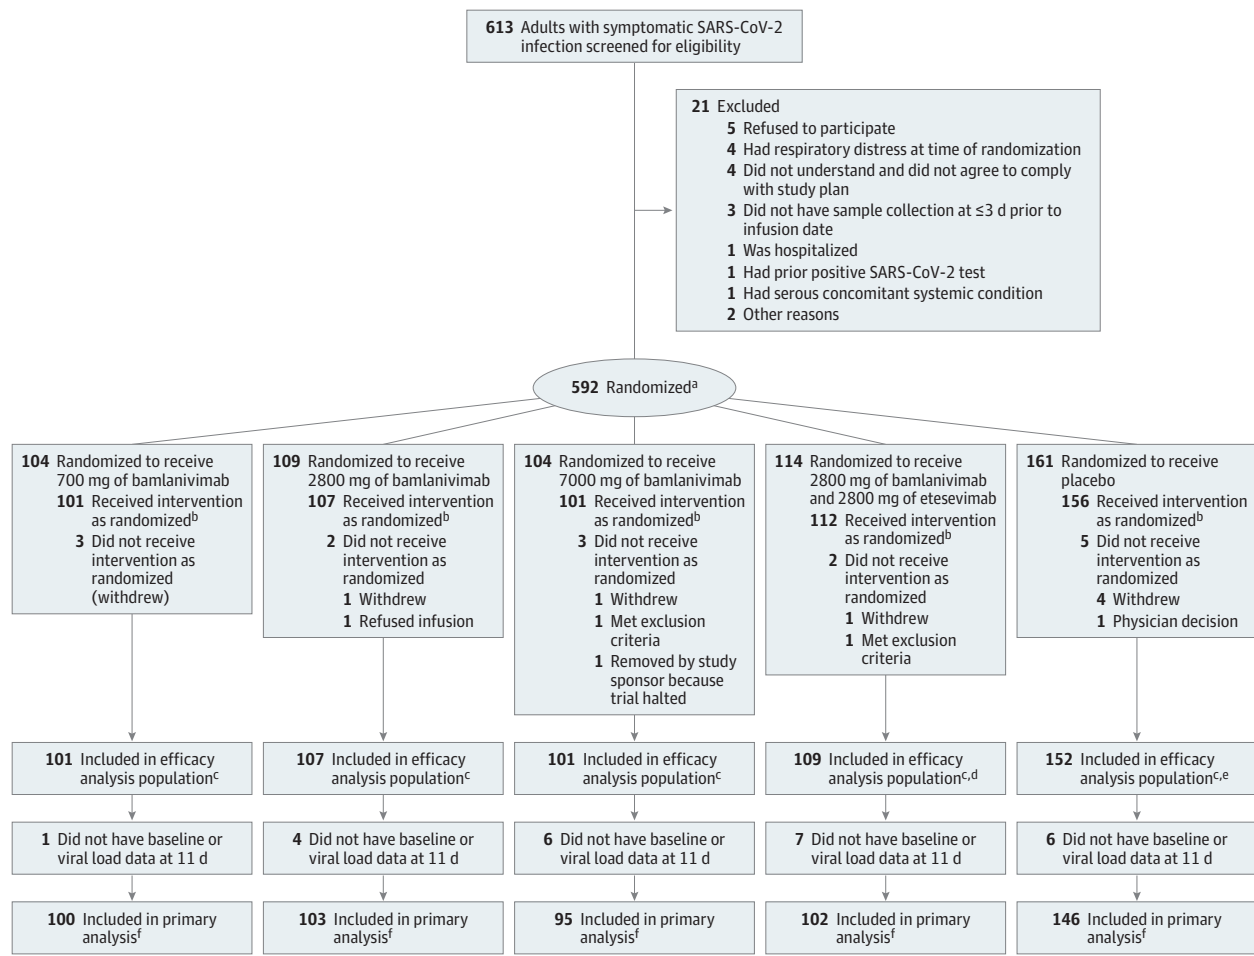 613 Adults with symptomatic SARS-CoV-2
infection screened for eligibility
21 Excluded
5 Refused to participate
4 Had respiratory distress at time of randomization
4 Did not understand and did not agree to comply
with study plan
3 Did not have sample collection at ≤3 d prior to
infusion date
1 Was hospitalized
1 Had prior positive SARS-CoV-2 test
1 Had serous concomitant systemic condition
2 Other reasons
592 Randomizedᵃ
104 Randomized to receive
700 mg of bamlanivimab
101 Received intervention
as randomizedᵇ
3 Did not receive
intervention as
randomized
(withdrew)
109 Randomized to receive
2800 mg of bamlanivimab
107 Received intervention
as randomizedᵇ
2 Did not receive
intervention as
randomized
1 Withdrew
1 Refused infusion
104 Randomized to receive
7000 mg of bamlanivimab
101 Received intervention
as randomizedᵇ
3 Did not receive
intervention as
randomized
1 Withdrew
1 Met exclusion
criteria
1 Removed by study
sponsor because
trial halted
114 Randomized to receive
2800 mg of bamlanivimab
and 2800 mg of etesevimab
112 Received intervention
as randomizedᵇ
2 Did not receive
intervention as
randomized
1 Withdrew
1 Met exclusion
criteria
161 Randomized to receive
placebo
156 Received intervention
as randomizedᵇ
5 Did not receive
intervention as
randomized
4 Withdrew
1 Physician decision
101 Included in efficacy
analysis populationᶜ
107 Included in efficacy
analysis populationᶜ
101 Included in efficacy
analysis populationᶜ
109 Included in efficacy
analysis populationᶜ,ᵈ
152 Included in efficacy
analysis populationᶜ,ᵉ
1 Did not have baseline or
viral load data at 11 d
4 Did not have baseline or
viral load data at 11 d
6 Did not have baseline or
viral load data at 11 d
7 Did not have baseline or
viral load data at 11 d
6 Did not have baseline or
viral load data at 11 d
100 Included in primary
analysisᶠ
103 Included in primary
analysisᶠ
95 Included in primary
analysisᶠ
102 Included in primary
analysisᶠ
146 Included in primary
analysisᶠ